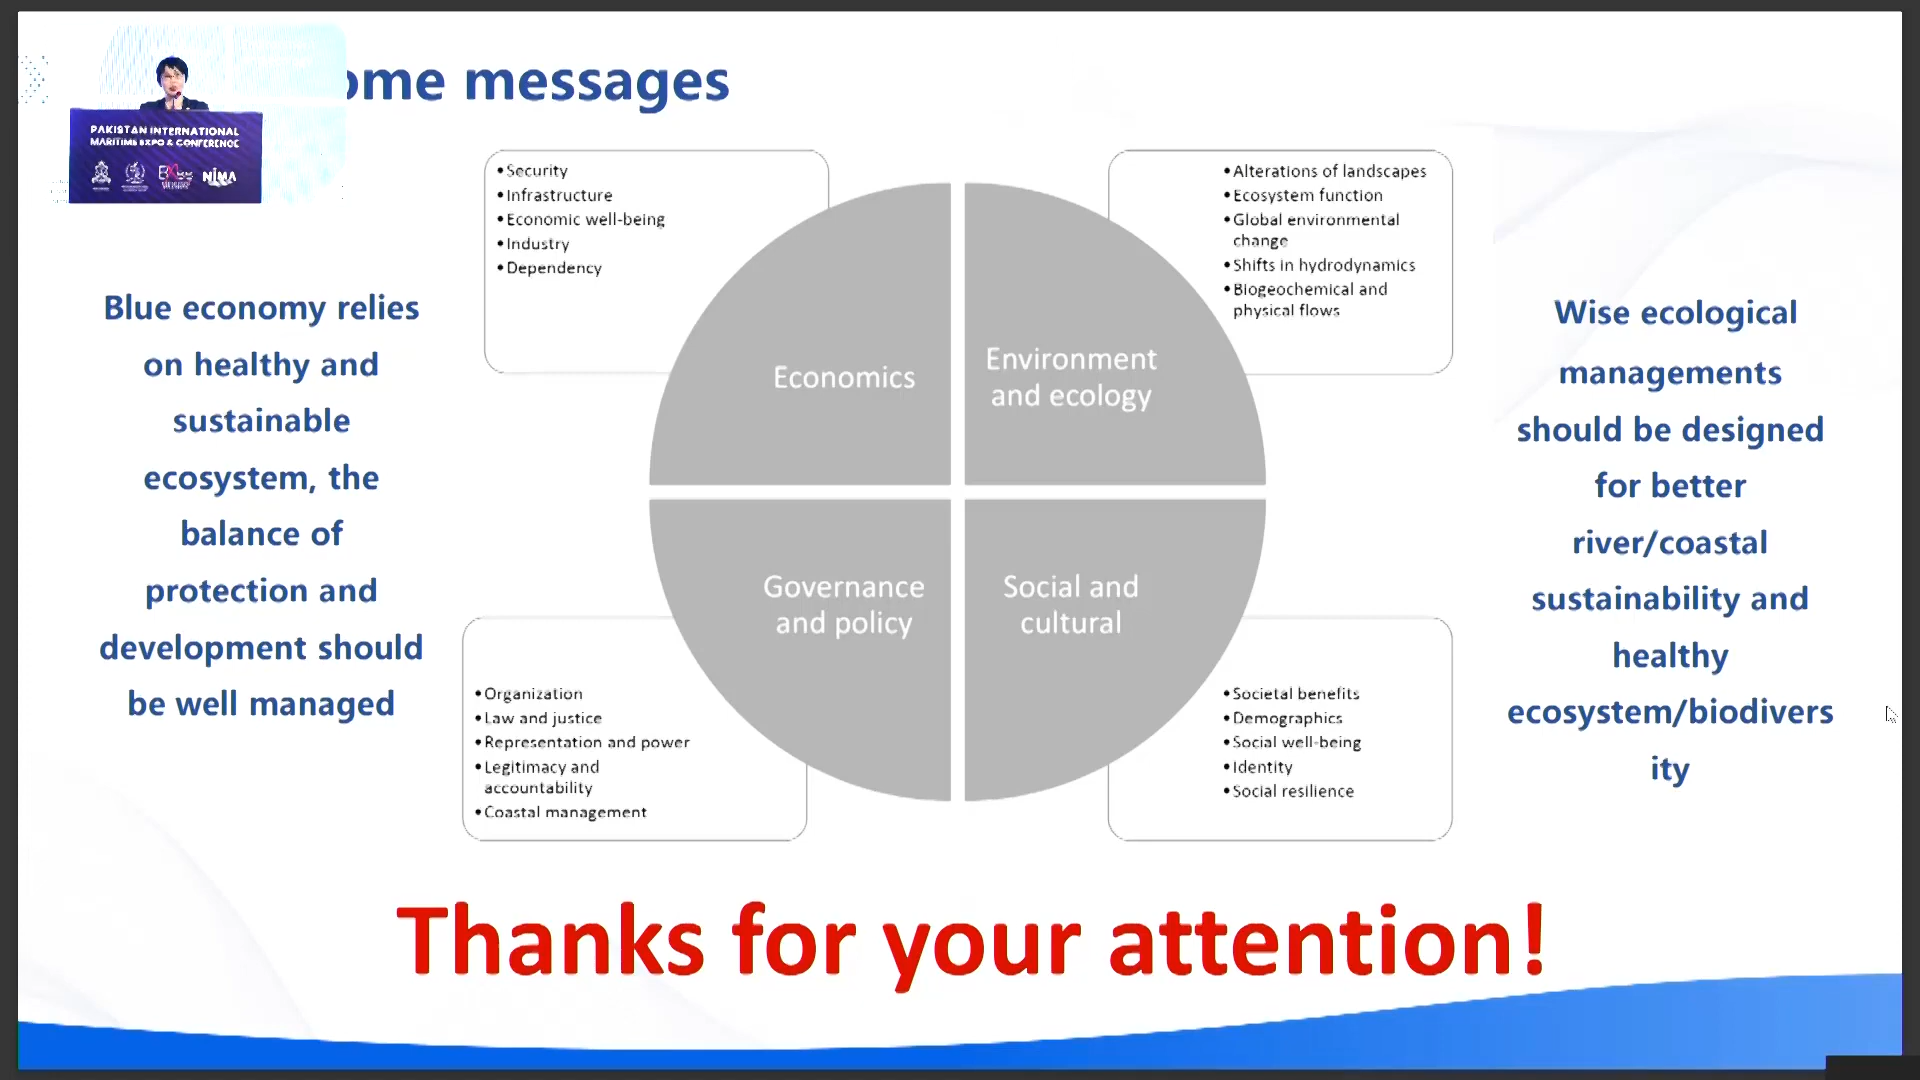 ome messages
PAKISTAN INTERNATIONAL
MARITIME EXPO & CONFERENCE
NIMA
•Security
•Infrastructure
•Economic well-being
•Industry
•Dependency
•Alterations of landscapes
•Ecosystem function
•Global environmental
change
•Shifts in hydrodynamics
•Biogeochemical and
physical flows
Blue economy relies
on healthy and
sustainable
ecosystem, the
balance of
protection and
development should
be well managed
Economics
Environment
and ecology
Governance
and policy
Social and
cultural
Wise ecological
managements
should be designed
for better
river/coastal
sustainability and
healthy
ecosystem/biodivers
ity
•Organization
•Law and justice
•Representation and power
•Legitimacy and
accountability
•Coastal management
•Societal benefits
•Demographics
•Social well-being
•Identity
•Social resilience
Thanks for your attention!